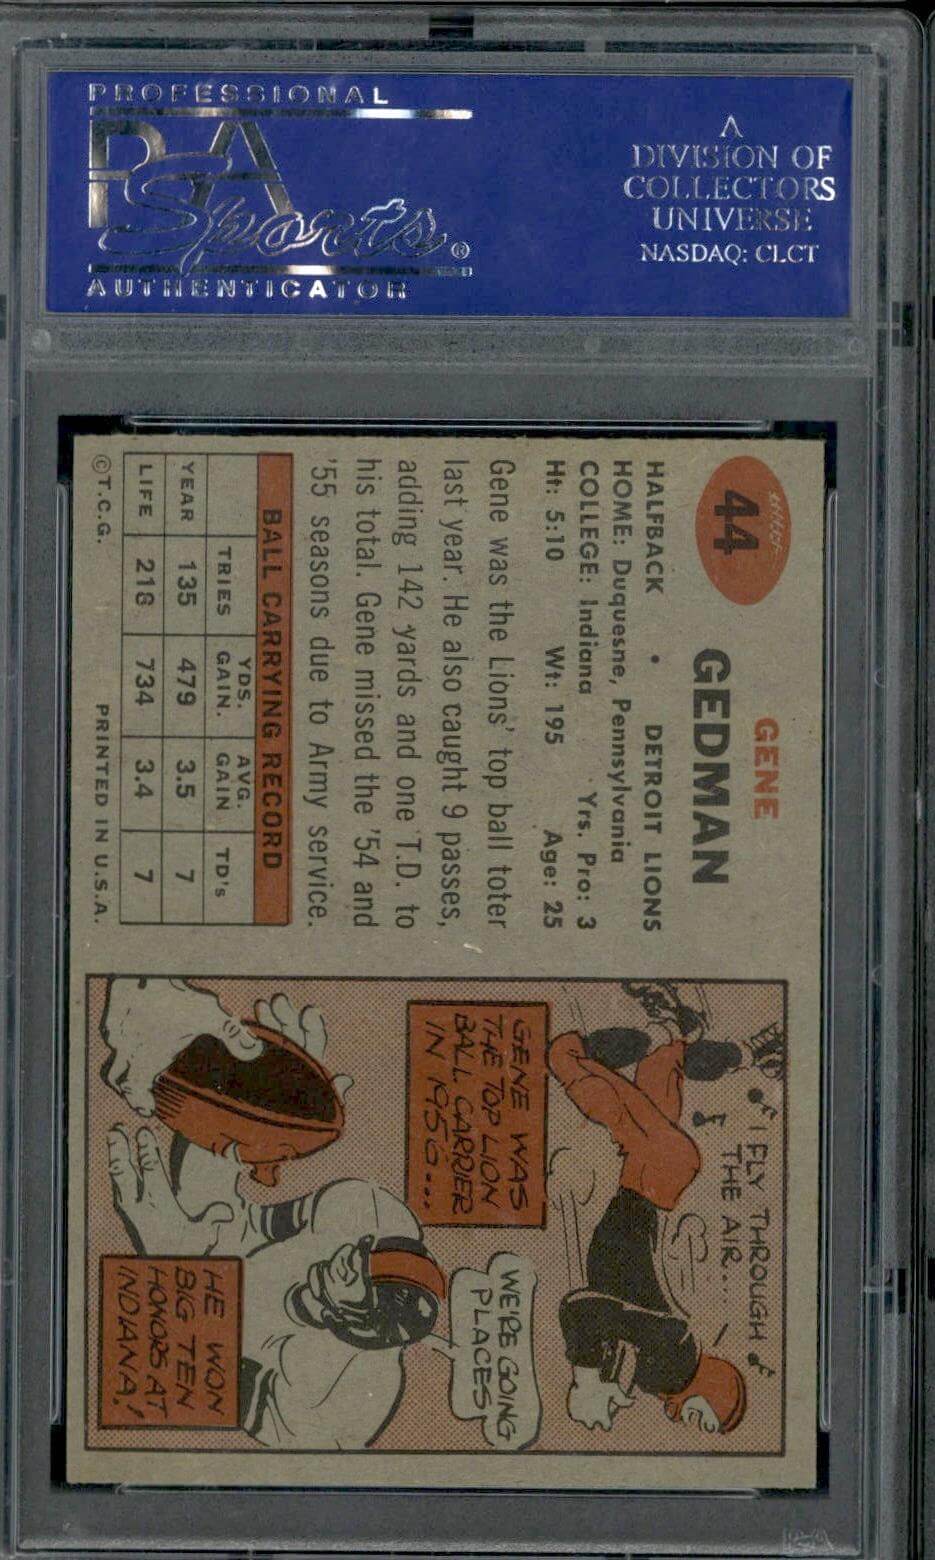 PROFESSIONAL
PSA
Sports®
AUTHENTICATOR
A
DIVISION OF
COLLECTORS
UNIVERSE
NASDAQ: CLCT
44
GENE
GEDMAN
HALFBACK • DETROIT LIONS
HOME: Duquesne, Pennsylvania
COLLEGE: Indiana Yrs. Pro: 3
Ht: 5:10 Wt: 195 Age: 25
Gene was the Lions' top ball toter
last year. He also caught 9 passes,
adding 142 yards and one T.D. to
his total. Gene missed the '54 and
'55 seasons due to Army service.
BALL CARRYING RECORD
TRIES YDS. GAIN. AVG. GAIN TD's
YEAR 135 479 3.5 7
LIFE 218 734 3.4 7
©T.C.G. PRINTED IN U.S.A.
I FLY THROUGH
THE AIR...
GENE WAS
THE TOP LION
BALL CARRIER
IN 1956...
WE'RE GOING
PLACES
HE WON
BIG TEN
HONORS AT
INDIANA!